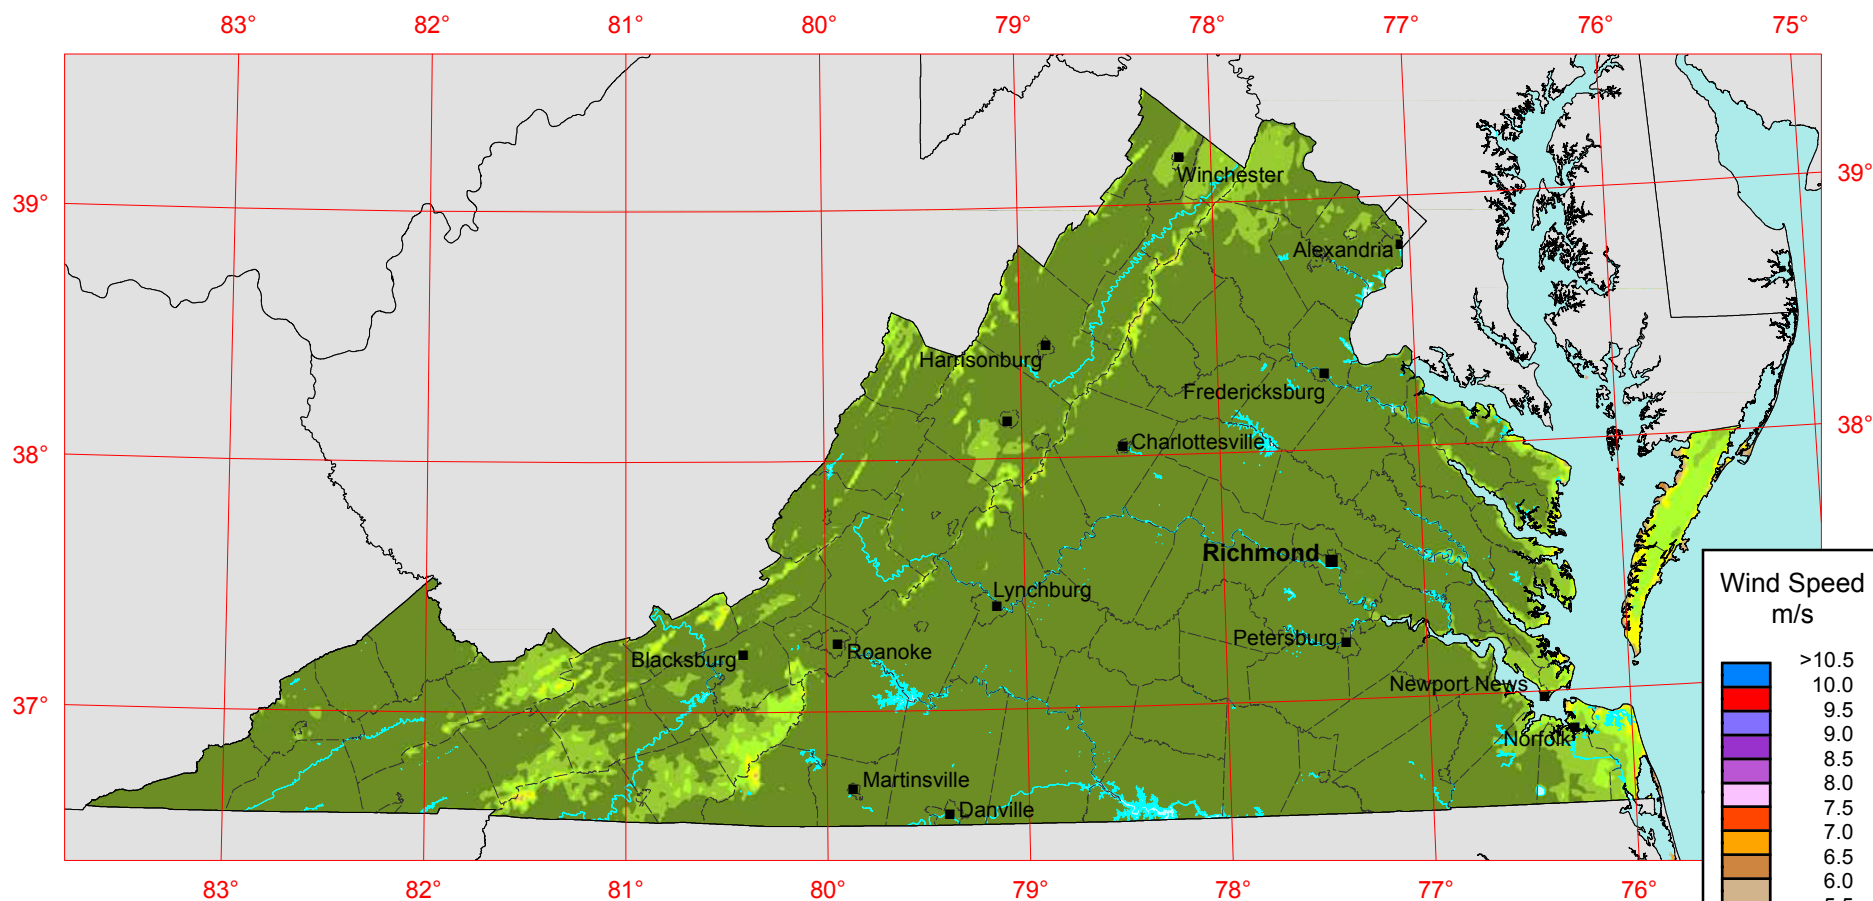 83° 82° 81° 80° 79° 78° 77° 76° 75°
39° 39°
Winchester
Alexandria
Harrisonburg
Fredericksburg
38° 38°
Charlottesville
Richmond
Lynchburg
Petersburg
Roanoke
Blacksburg
Newport News
37°
Norfolk
Martinsville
Danville
83° 82° 81° 80° 79° 78° 77° 76°
Wind Speed
m/s
>10.5
10.0
9.5
9.0
8.5
8.0
7.5
7.0
6.5
6.0
5.5